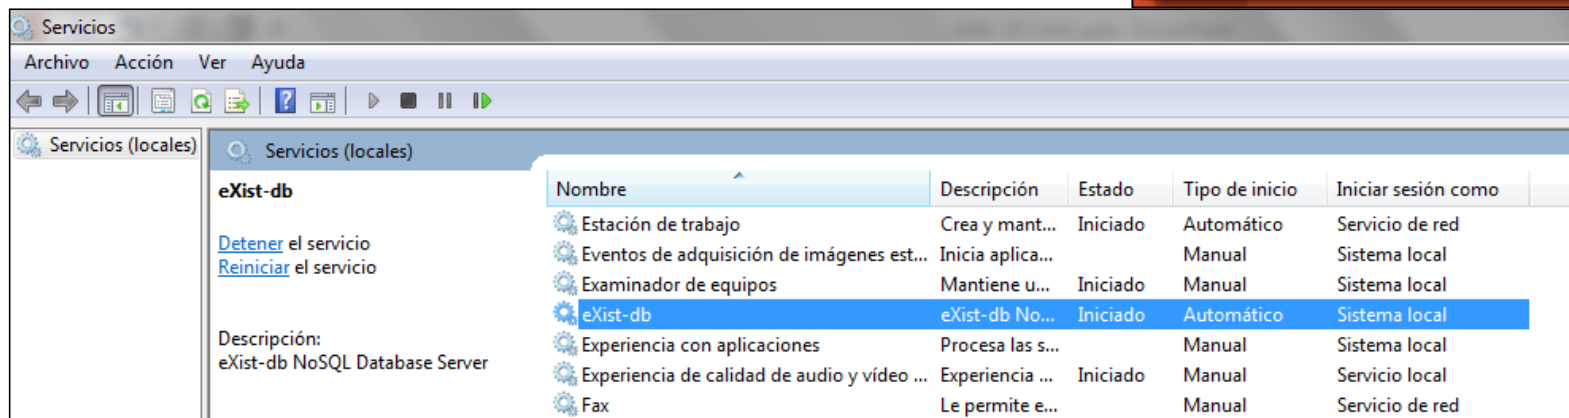 Servicios
Archivo Acción Ver Ayuda
Servicios (locales)
Servicios (locales)
eXist-db
Detener el servicio
Reiniciar el servicio
Descripción:
eXist-db NoSQL Database Server
Nombre Descripción Estado Tipo de inicio Iniciar sesión como
Estación de trabajo Crea y mant... Iniciado Automático Servicio de red
Eventos de adquisición de imágenes est... Inicia aplica... Manual Sistema local
Examinador de equipos Mantiene u... Iniciado Manual Sistema local
eXist-db eXist-db No... Iniciado Automático Sistema local
Experiencia con aplicaciones Procesa las s... Manual Sistema local
Experiencia de calidad de audio y vídeo ... Experiencia ... Iniciado Manual Servicio local
Fax Le permite e... Manual Servicio de red